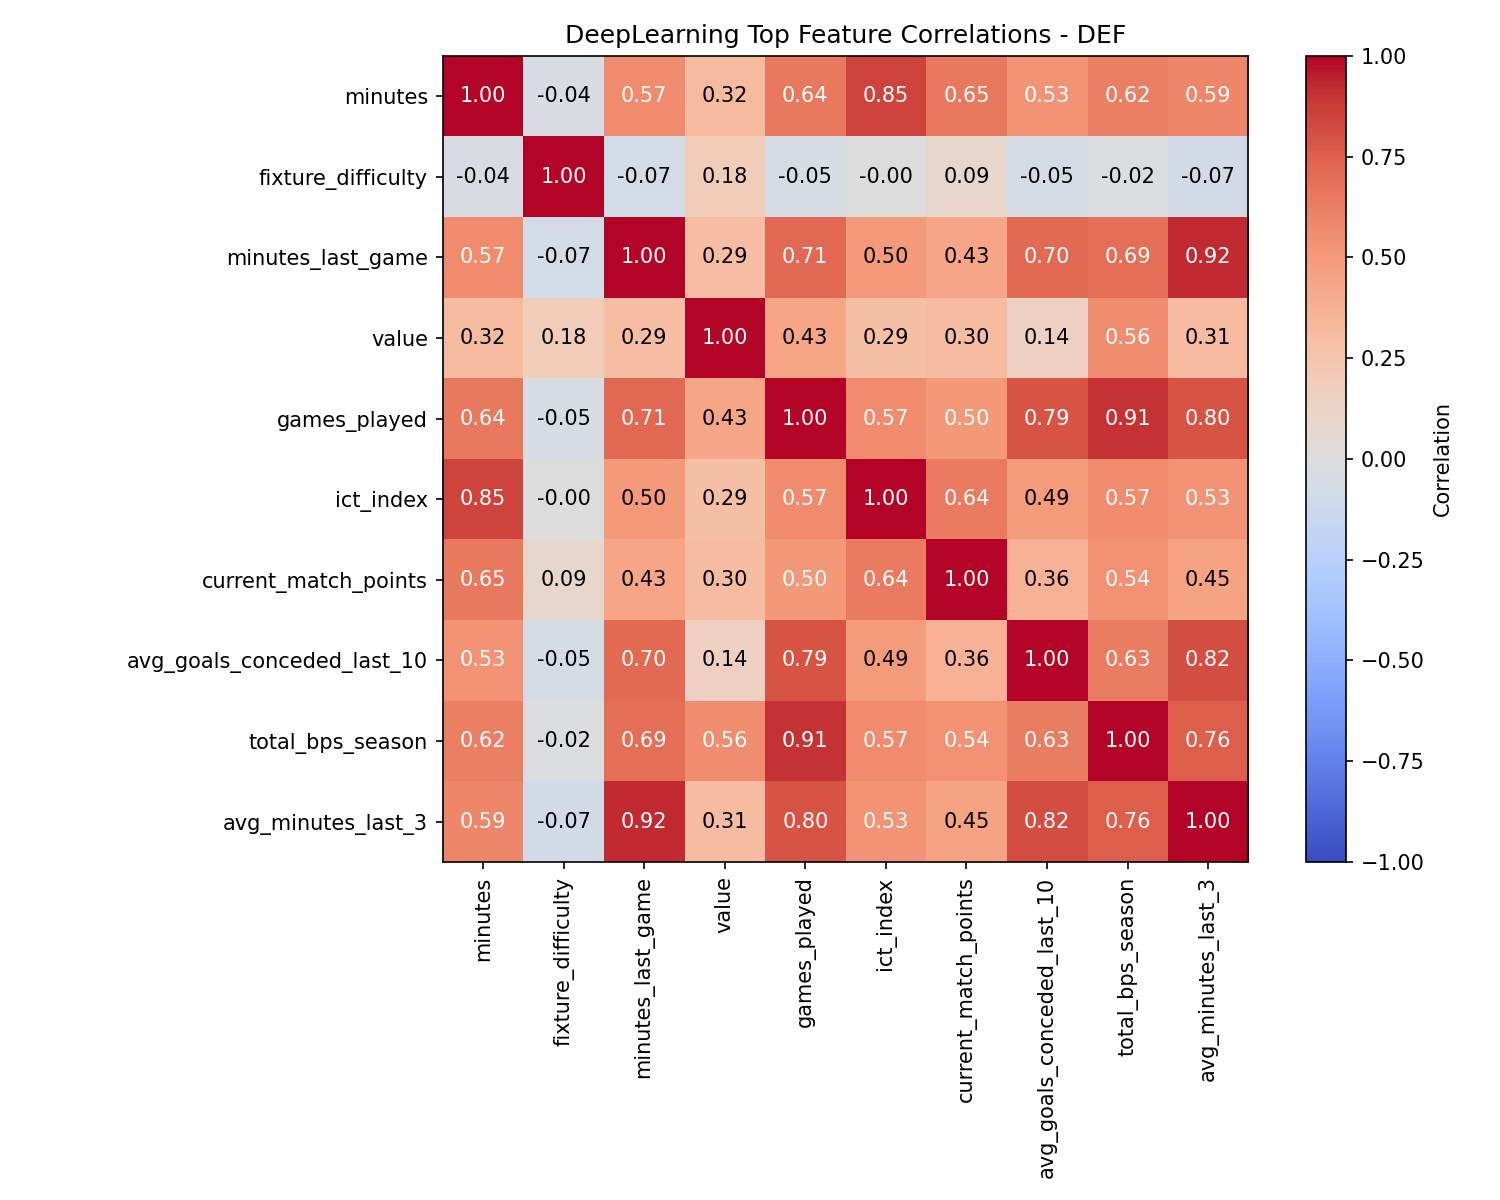 DeepLearning Top Feature Correlations - DEF
minutes 1.00 -0.04 0.57 0.32 0.64 0.85 0.65 0.53 0.62 0.59
fixture_difficulty -0.04 1.00 -0.07 0.18 -0.05 -0.00 0.09 -0.05 -0.02 -0.07
minutes_last_game 0.57 -0.07 1.00 0.29 0.71 0.50 0.43 0.70 0.69 0.92
value 0.32 0.18 0.29 1.00 0.43 0.29 0.30 0.14 0.56 0.31
games_played 0.64 -0.05 0.71 0.43 1.00 0.57 0.50 0.79 0.91 0.80
ict_index 0.85 -0.00 0.50 0.29 0.57 1.00 0.64 0.49 0.57 0.53
current_match_points 0.65 0.09 0.43 0.30 0.50 0.64 1.00 0.36 0.54 0.45
avg_goals_conceded_last_10 0.53 -0.05 0.70 0.14 0.79 0.49 0.36 1.00 0.63 0.82
total_bps_season 0.62 -0.02 0.69 0.56 0.91 0.57 0.54 0.63 1.00 0.76
avg_minutes_last_3 0.59 -0.07 0.92 0.31 0.80 0.53 0.45 0.82 0.76 1.00
minutes
fixture_difficulty
minutes_last_game
value
games_played
ict_index
current_match_points
avg_goals_conceded_last_10
total_bps_season
avg_minutes_last_3
1.00
0.75
0.50
0.25
0.00
−0.25
−0.50
−0.75
−1.00
Correlation